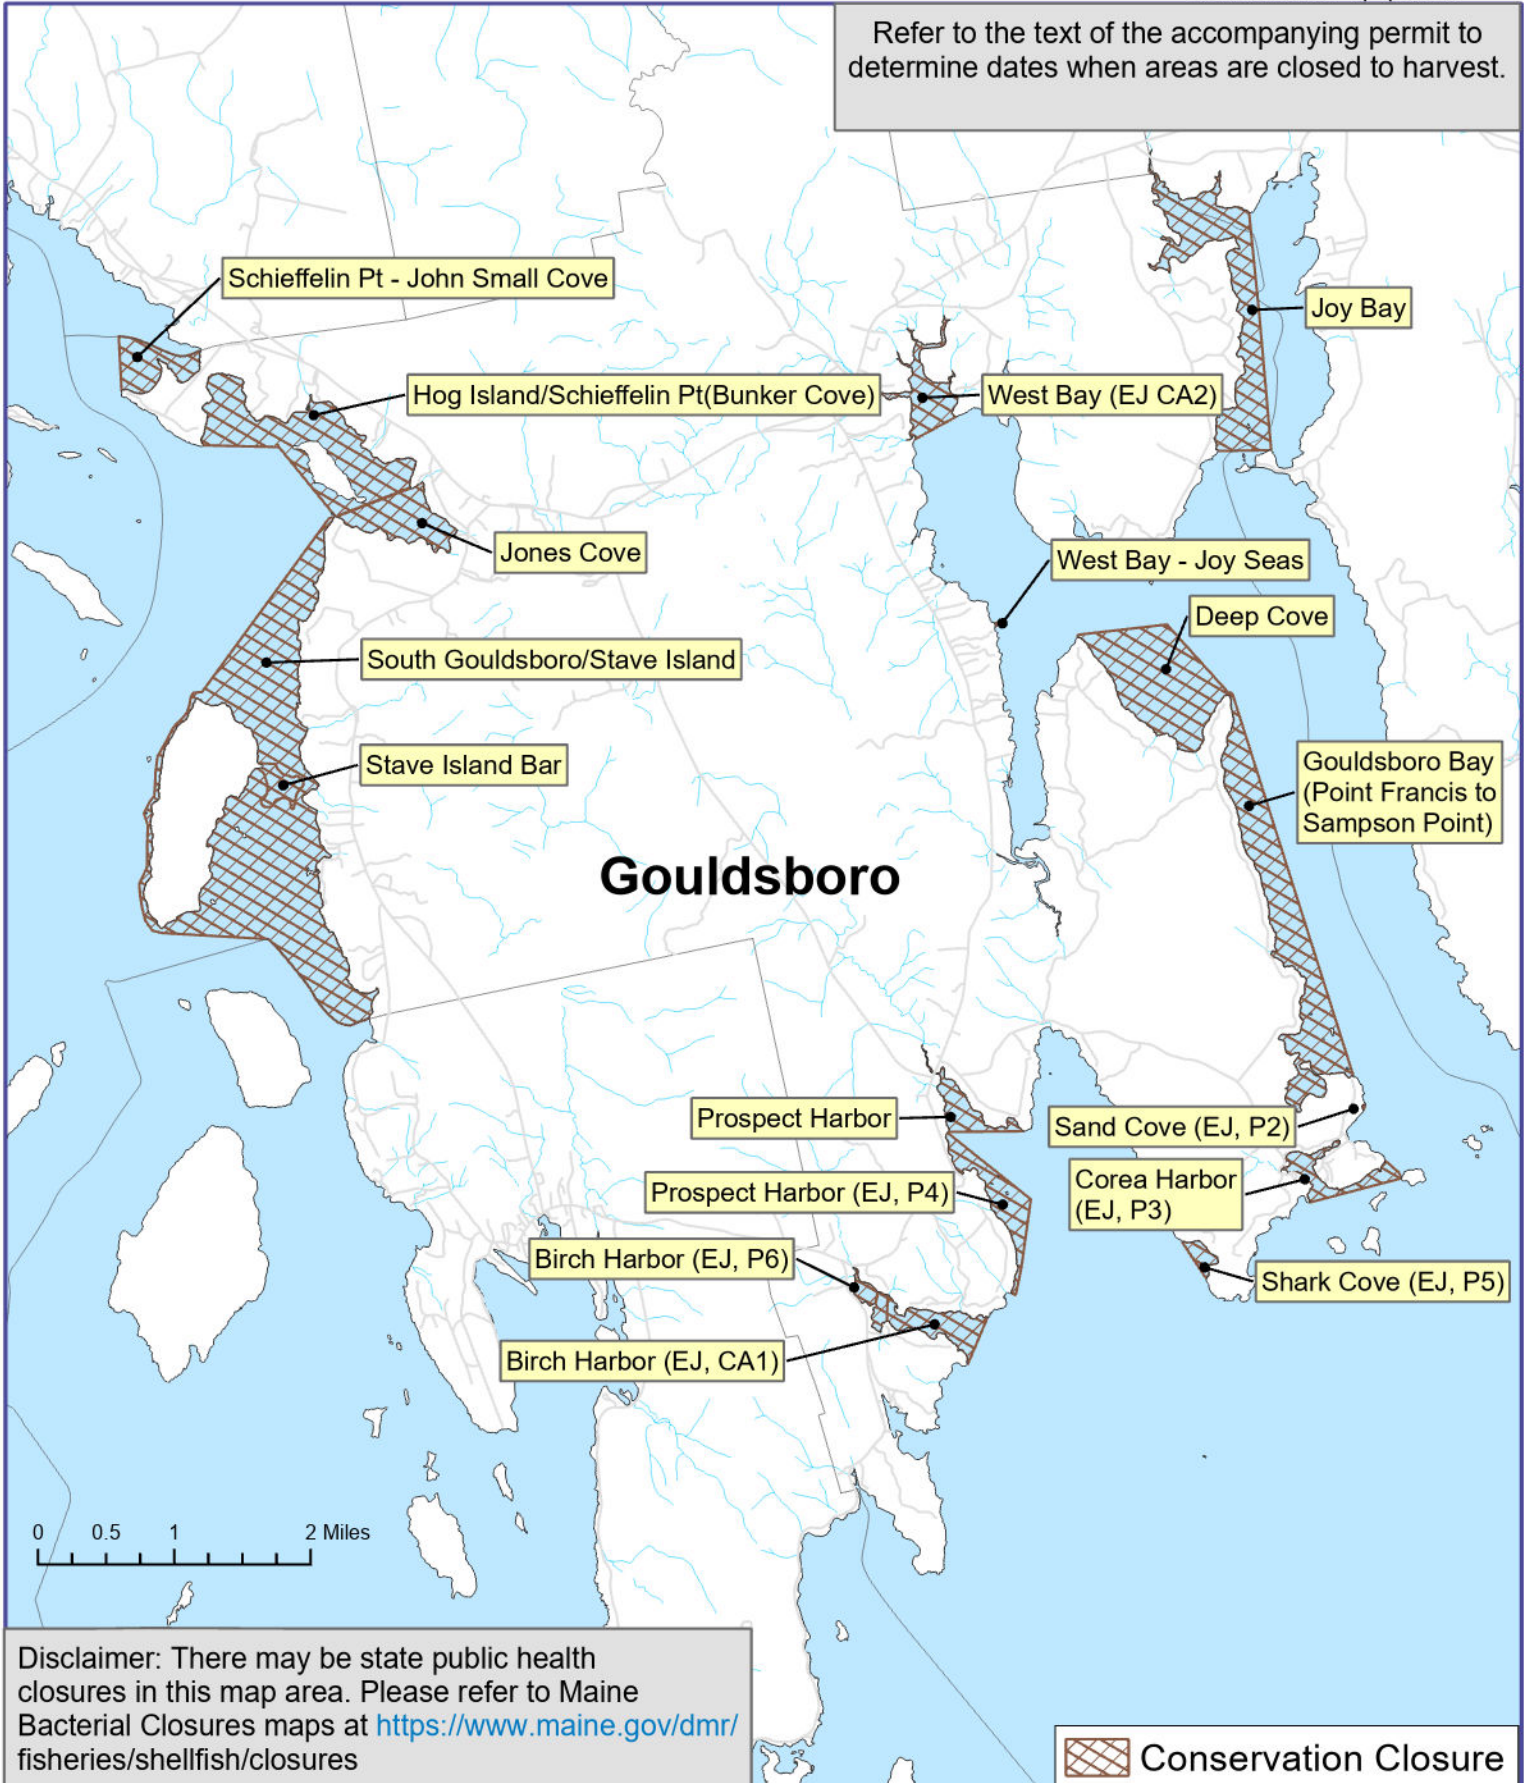 Refer to the text of the accompanying permit to
determine dates when areas are closed to harvest.
Schieffelin Pt - John Small Cove
Joy Bay
Hog Island/Schieffelin Pt(Bunker Cove)
West Bay (EJ CA2)
Jones Cove
West Bay - Joy Seas
Deep Cove
South Gouldsboro/Stave Island
Stave Island Bar
Gouldsboro Bay
(Point Francis to
Sampson Point)
Gouldsboro
Prospect Harbor
Sand Cove (EJ, P2)
Prospect Harbor (EJ, P4)
Corea Harbor
(EJ, P3)
Birch Harbor (EJ, P6)
Shark Cove (EJ, P5)
Birch Harbor (EJ, CA1)
0 0.5 1 2 Miles
Disclaimer: There may be state public health
closures in this map area. Please refer to Maine
Bacterial Closures maps at https://www.maine.gov/dmr/
fisheries/shellfish/closures
Conservation Closure